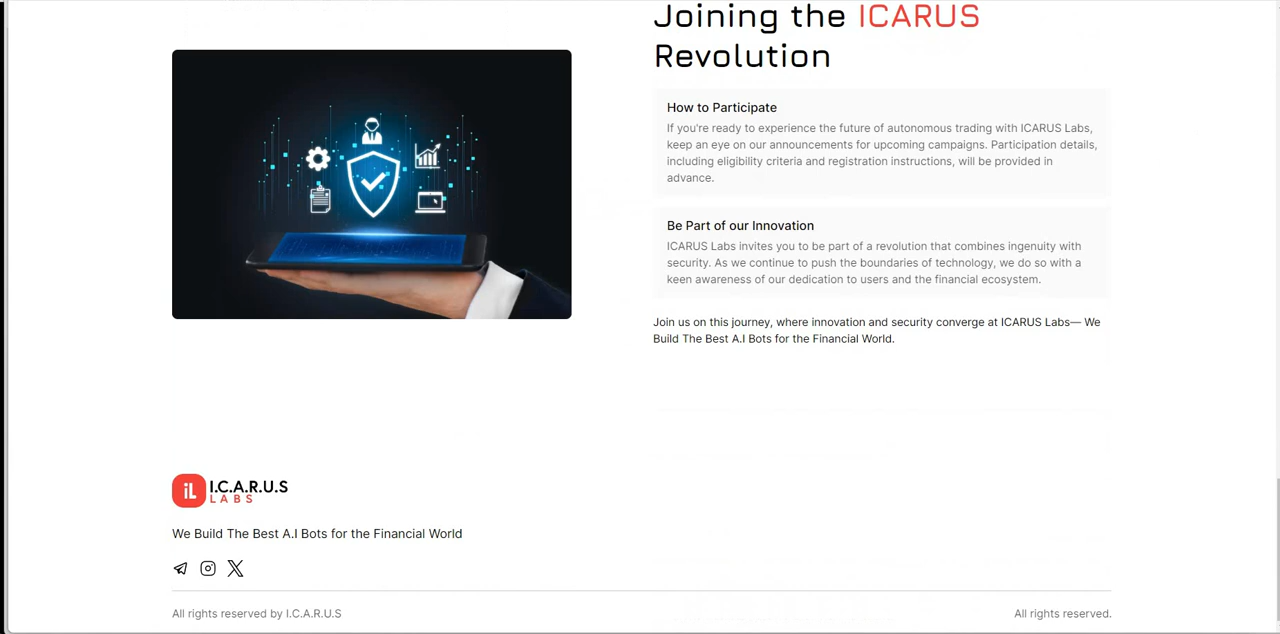 Joining the ICARUS
Revolution
How to Participate
If you're ready to experience the future of autonomous trading with ICARUS Labs,
keep an eye on our announcements for upcoming campaigns. Participation details,
including eligibility criteria and registration instructions, will be provided in
advance.
Be Part of our Innovation
ICARUS Labs invites you to be part of a revolution that combines ingenuity with
security. As we continue to push the boundaries of technology, we do so with a
keen awareness of our dedication to users and the financial ecosystem.
Join us on this journey, where innovation and security converge at ICARUS Labs— We
Build The Best A.I Bots for the Financial World.
iL I.C.A.R.U.S
LABS
We Build The Best A.I Bots for the Financial World
All rights reserved by I.C.A.R.U.S
All rights reserved.